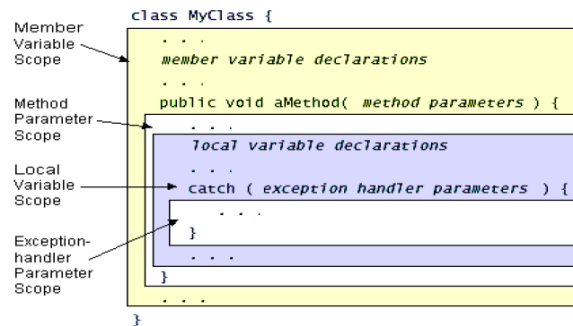 class MyClass {
Member
Variable
Scope
. . .
member variable declarations
. . .
public void aMethod( method parameters ) {
Method
Parameter
Scope
. . .
local variable declarations
. . .
Local
Variable
Scope
catch ( exception handler parameters ) {
. . .
}
Exception-
handler
Parameter
Scope
. . .
}
. . .
}